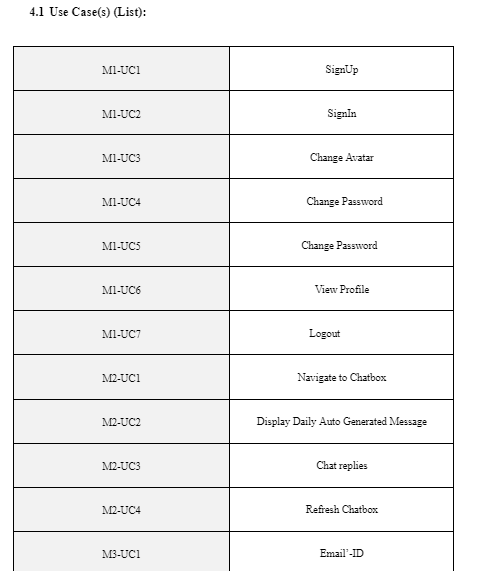 4.1 Use Case(s) (List):
M1-UC1 SignUp
M1-UC2 SignIn
M1-UC3 Change Avatar
M1-UC4 Change Password
M1-UC5 Change Password
M1-UC6 View Profile
M1-UC7 Logout
M2-UC1 Navigate to Chatbox
M2-UC2 Display Daily Auto Generated Message
M2-UC3 Chat replies
M2-UC4 Refresh Chatbox
M3-UC1 Email'-ID